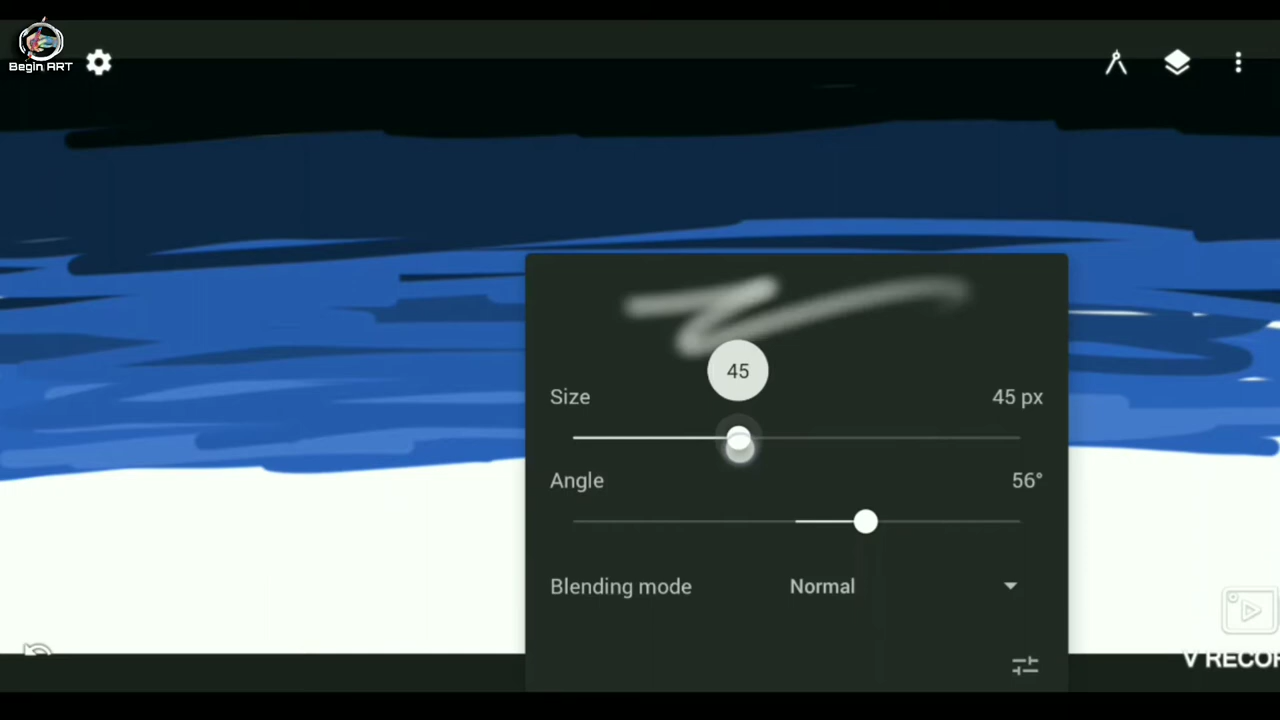 Begin ART
45
Size 45 px
Angle 56°
Blending mode Normal
V RECOR